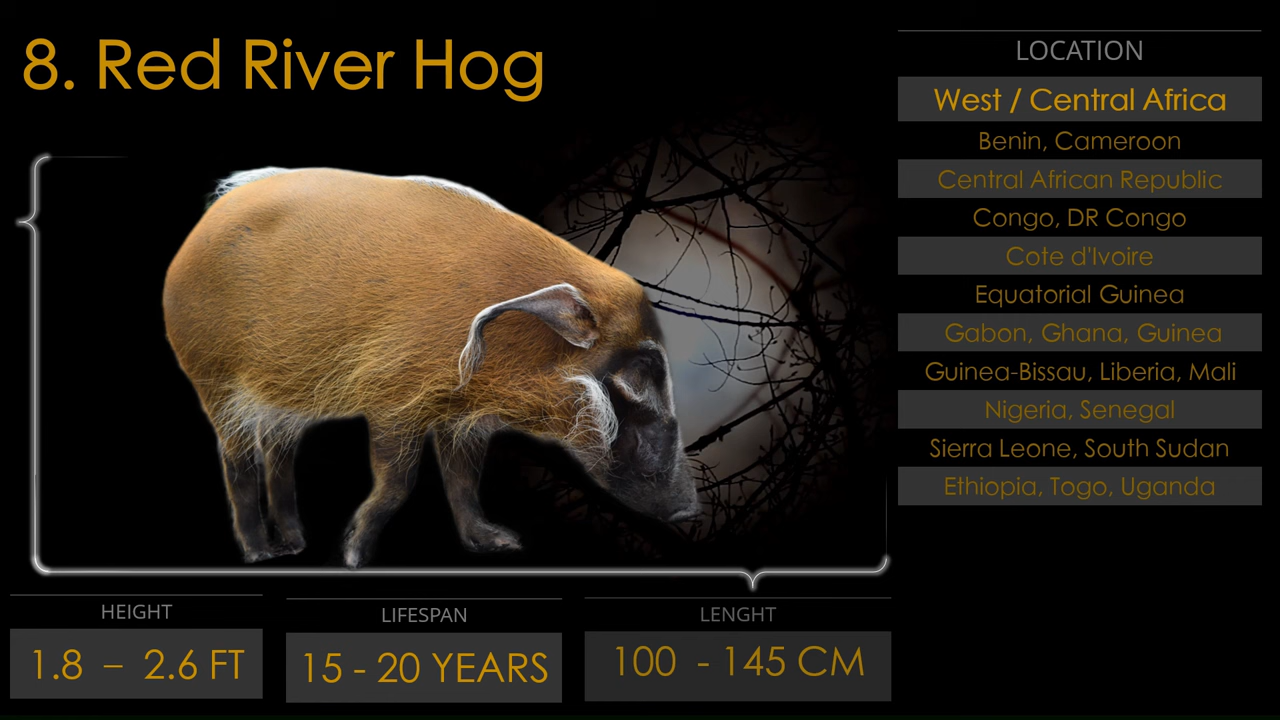 8. Red River Hog
LOCATION
West / Central Africa
Benin, Cameroon
Central African Republic
Congo, DR Congo
Cote d'Ivoire
Equatorial Guinea
Gabon, Ghana, Guinea
Guinea-Bissau, Liberia, Mali
Nigeria, Senegal
Sierra Leone, South Sudan
Ethiopia, Togo, Uganda
HEIGHT
1.8 – 2.6 FT
LIFESPAN
15 - 20 YEARS
LENGHT
100 - 145 CM